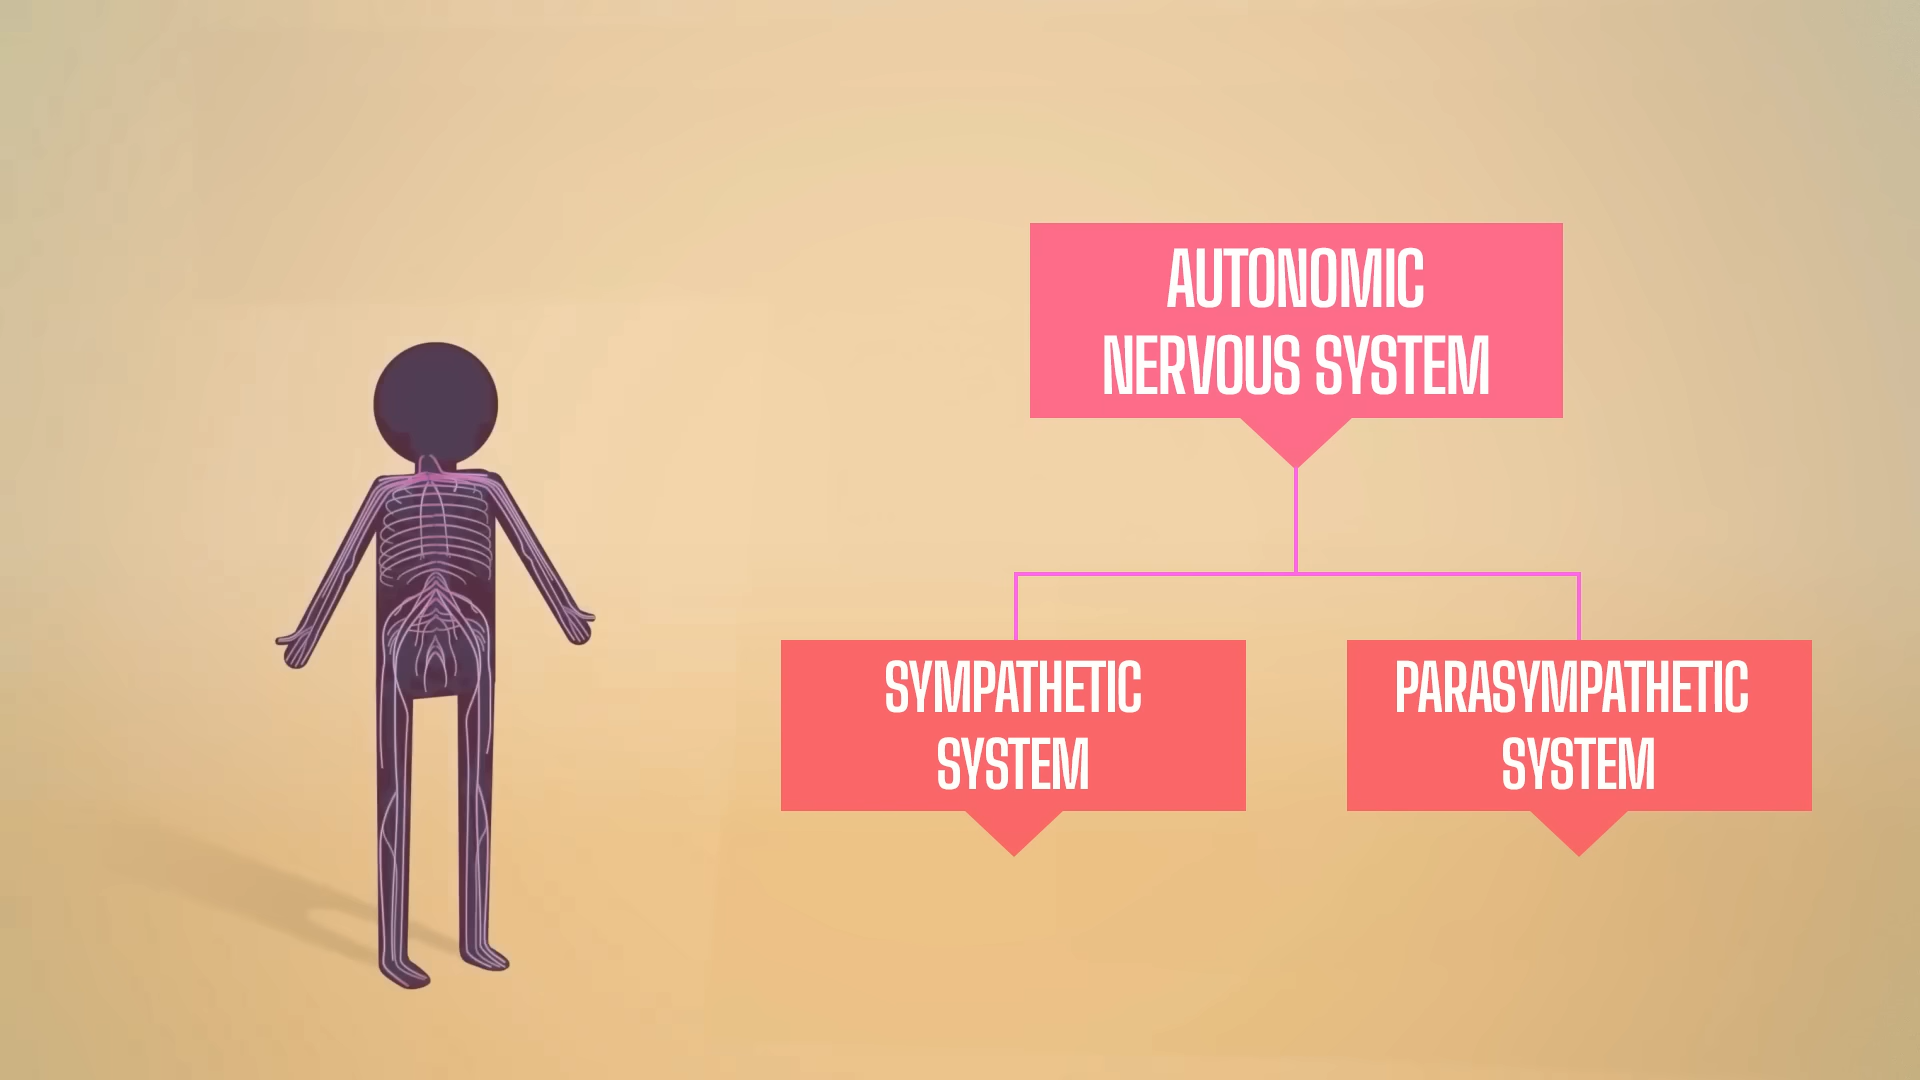 AUTONOMIC
NERVOUS SYSTEM
SYMPATHETIC
SYSTEM
PARASYMPATHETIC
SYSTEM